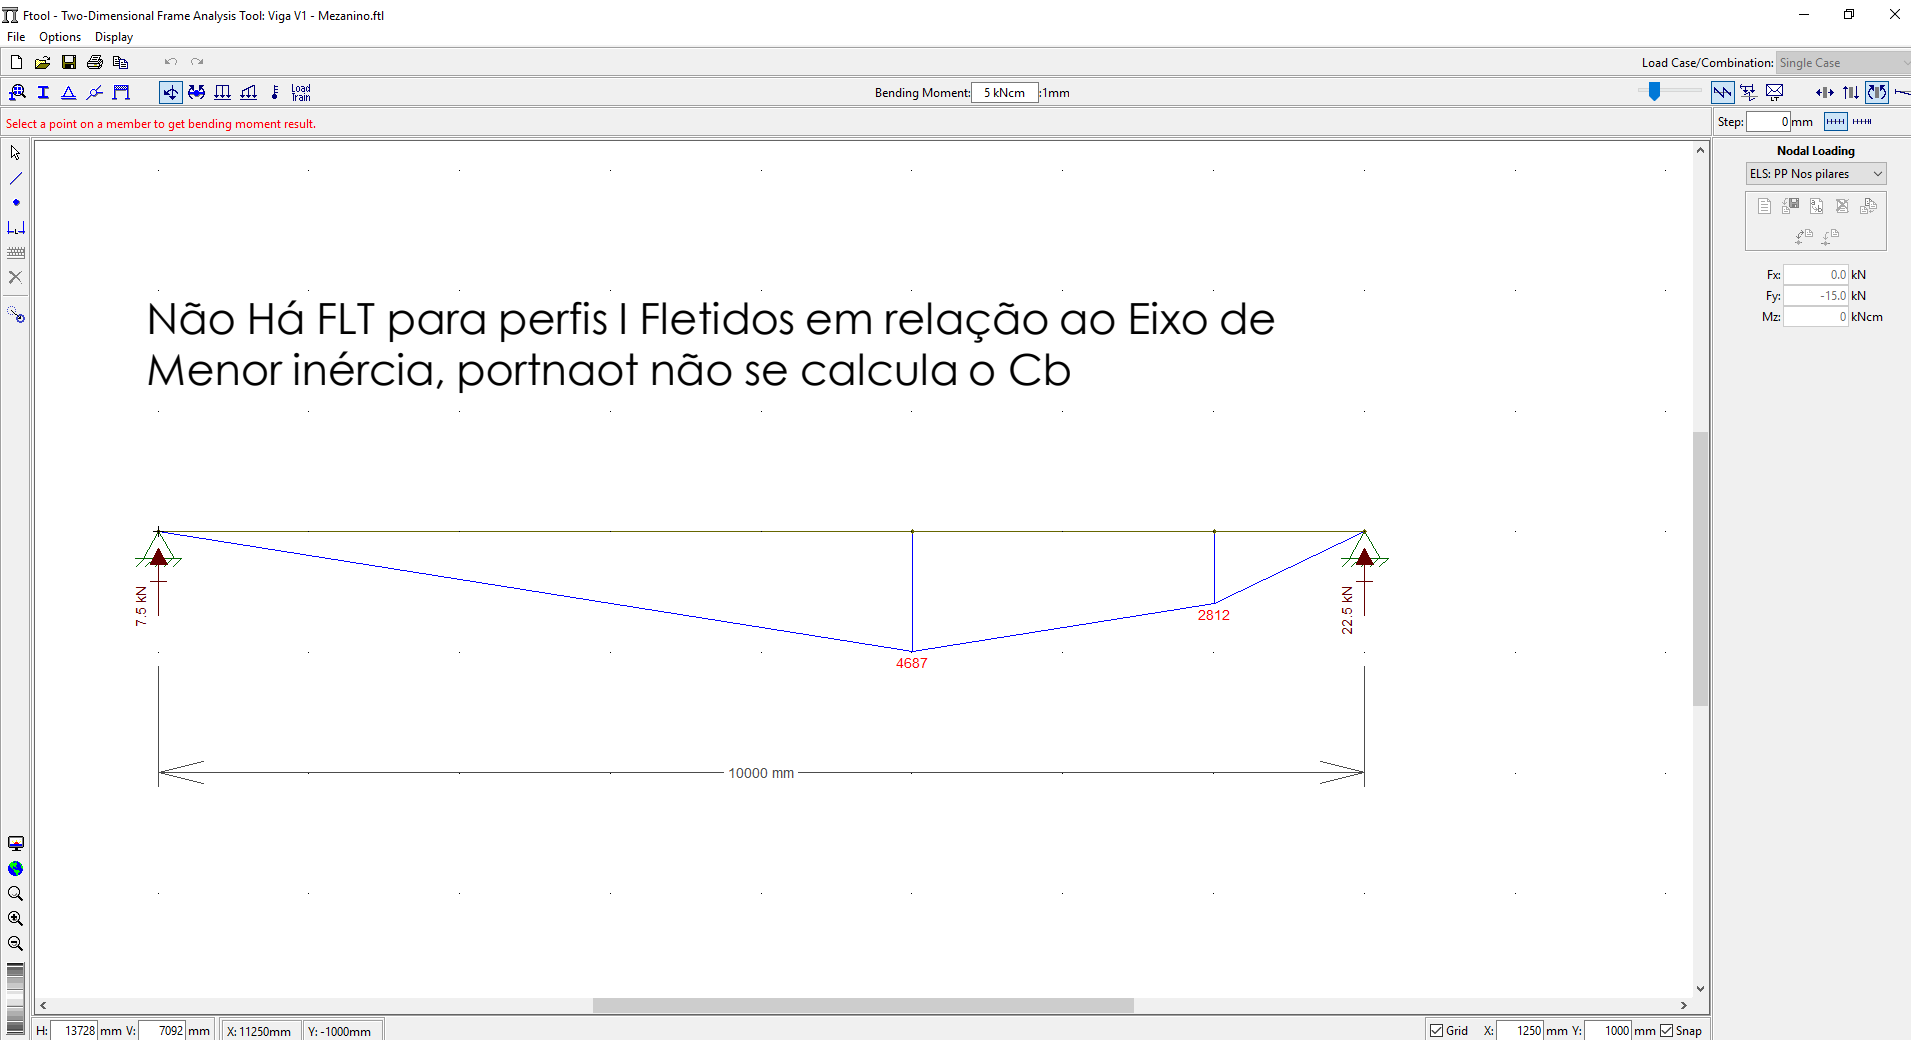 Ftool - Two-Dimensional Frame Analysis Tool: Viga V1 - Mezanino.ftl
File Options Display
Load Case/Combination: Single Case
Load Train
Bending Moment: 5 kNcm :1mm
Select a point on a member to get bending moment result.
Step: 0 mm
Nodal Loading
ELS: PP Nos pilares
Fx: 0.0 kN
Fy: -15.0 kN
Mz: 0 kNcm
Não Há FLT para perfis I Fletidos em relação ao Eixo de
Menor inércia, portnaot não se calcula o Cb
7.5 kN
22.5 kN
2812
4687
10000 mm
H: 13728 mm V: 7092 mm X: 11250mm Y: -1000mm
Grid X: 1250 mm Y: 1000 mm Snap